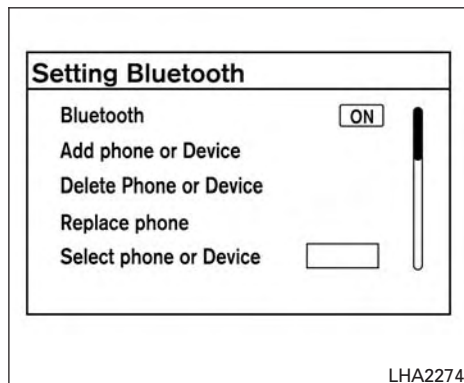 Setting Bluetooth
Bluetooth ON
Add phone or Device
Delete Phone or Device
Replace phone
Select phone or Device
LHA2274